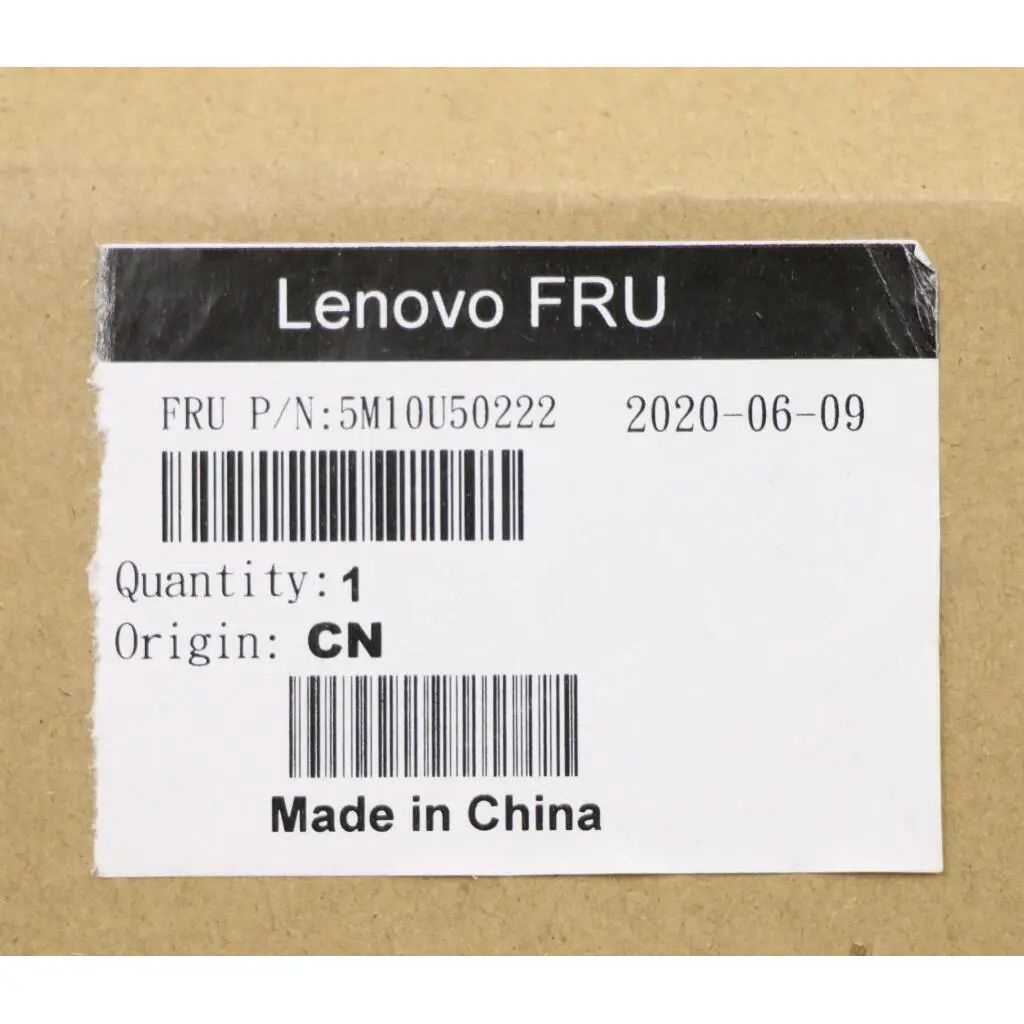 Lenovo FRU
FRU P/N:5M10U50222 2020-06-09
Quantity:1
Origin: CN
Made in China